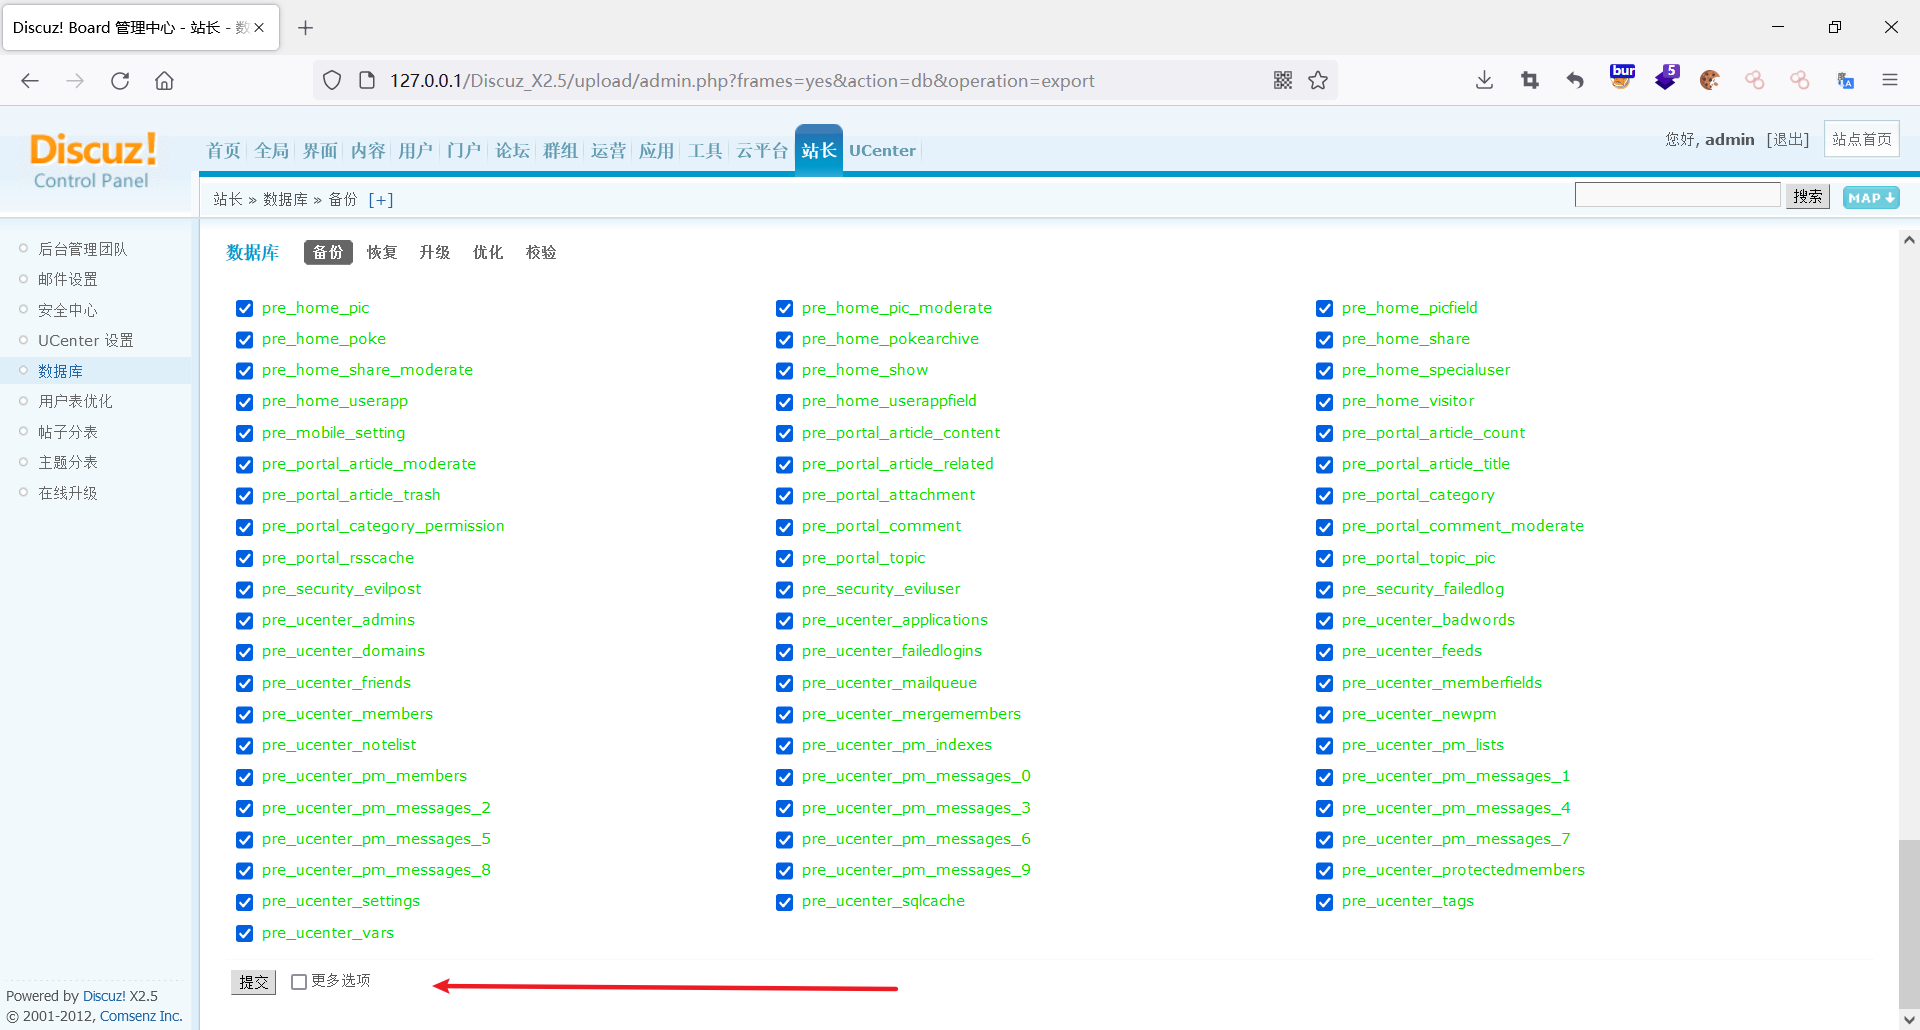 Discuz! Board 管理中心 - 站长 - 数
127.0.0.1/Discuz_X2.5/upload/admin.php?frames=yes&action=db&operation=export
bur
5
Discuz!
Control Panel
首页 全局 界面 内容 用户 门户 论坛 群组 运营 应用 工具 云平台 站长 UCenter
您好, admin [退出] 站点首页
站长 » 数据库 » 备份 [+]
搜索 MAP
后台管理团队
邮件设置
安全中心
UCenter 设置
数据库
用户表优化
帖子分表
主题分表
在线升级
数据库 备份 恢复 升级 优化 校验
pre_home_pic pre_home_pic_moderate pre_home_picfield
pre_home_poke pre_home_pokearchive pre_home_share
pre_home_share_moderate pre_home_show pre_home_specialuser
pre_home_userapp pre_home_userappfield pre_home_visitor
pre_mobile_setting pre_portal_article_content pre_portal_article_count
pre_portal_article_moderate pre_portal_article_related pre_portal_article_title
pre_portal_article_trash pre_portal_attachment pre_portal_category
pre_portal_category_permission pre_portal_comment pre_portal_comment_moderate
pre_portal_rsscache pre_portal_topic pre_portal_topic_pic
pre_security_evilpost pre_security_eviluser pre_security_failedlog
pre_ucenter_admins pre_ucenter_applications pre_ucenter_badwords
pre_ucenter_domains pre_ucenter_failedlogins pre_ucenter_feeds
pre_ucenter_friends pre_ucenter_mailqueue pre_ucenter_memberfields
pre_ucenter_members pre_ucenter_mergemembers pre_ucenter_newpm
pre_ucenter_notelist pre_ucenter_pm_indexes pre_ucenter_pm_lists
pre_ucenter_pm_members pre_ucenter_pm_messages_0 pre_ucenter_pm_messages_1
pre_ucenter_pm_messages_2 pre_ucenter_pm_messages_3 pre_ucenter_pm_messages_4
pre_ucenter_pm_messages_5 pre_ucenter_pm_messages_6 pre_ucenter_pm_messages_7
pre_ucenter_pm_messages_8 pre_ucenter_pm_messages_9 pre_ucenter_protectedmembers
pre_ucenter_settings pre_ucenter_sqlcache pre_ucenter_tags
pre_ucenter_vars
提交 更多选项
Powered by Discuz! X2.5
© 2001-2012, Comsenz Inc.